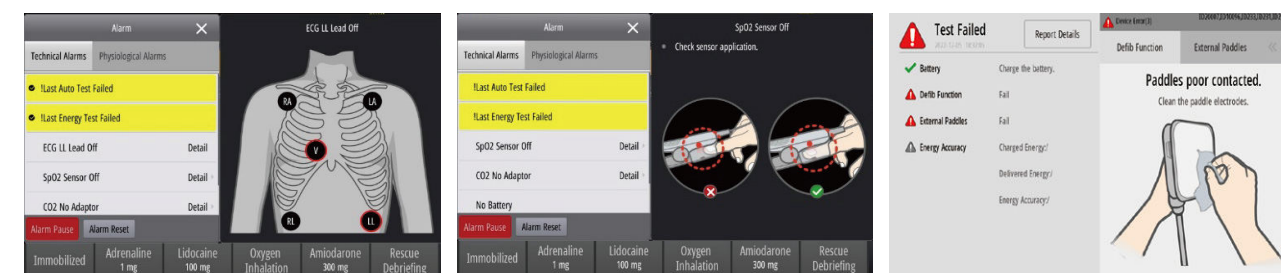 Alarm
Technical Alarms Physiological Alarms
!Last Auto Test Failed
!Last Energy Test Failed
ECG LL Lead Off Detail
SpO2 Sensor Off Detail
CO2 No Adaptor Detail
Alarm Pause Alarm Reset
ECG LL Lead Off
RA LA
V
RL LL
Immobilized
Adrenaline
1 mg
Lidocaine
100 mg
Oxygen
Inhalation
Amiodarone
300 mg
Rescue
Debriefing
Alarm
Technical Alarms Physiological Alarms
!Last Auto Test Failed
!Last Energy Test Failed
SpO2 Sensor Off Detail
CO2 No Adaptor Detail
No Battery
Alarm Pause Alarm Reset
SpO2 Sensor Off
Check sensor application.
Immobilized
Adrenaline
1 mg
Lidocaine
100 mg
Oxygen
Inhalation
Amiodarone
300 mg
Rescue
Debriefing
Test Failed
Report Details
Battery Charge the battery.
Defib Function Fail
External Paddles Fail
Energy Accuracy Charged Energy:/
Delivered Energy:/
Energy Accuracy:/
Device Error(3)
Defib Function External Paddles
Paddles poor contacted.
Clean the paddle electrodes.